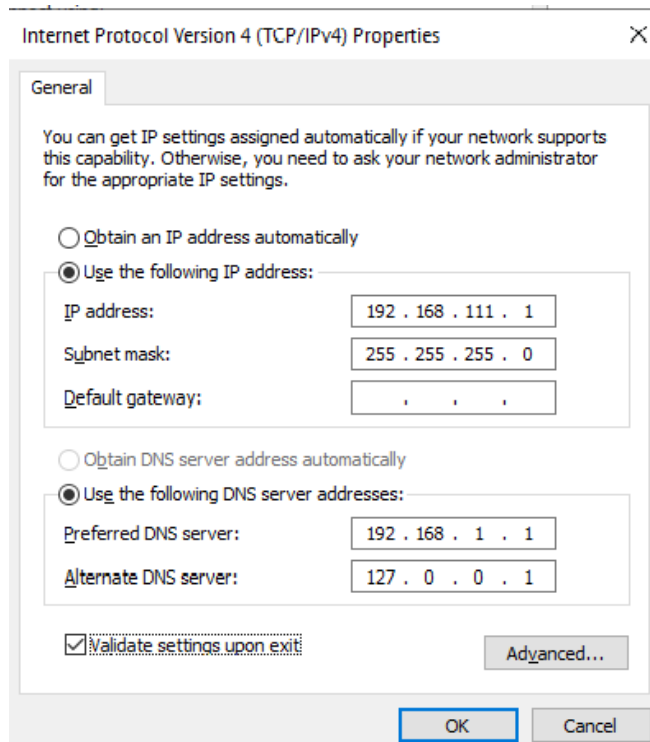 Internet Protocol Version 4 (TCP/IPv4) Properties
General
You can get IP settings assigned automatically if your network supports
this capability. Otherwise, you need to ask your network administrator
for the appropriate IP settings.
Obtain an IP address automatically
Use the following IP address:
IP address: 192 . 168 . 111 . 1
Subnet mask: 255 . 255 . 255 . 0
Default gateway: . . .
Obtain DNS server address automatically
Use the following DNS server addresses:
Preferred DNS server: 192 . 168 . 1 . 1
Alternate DNS server: 127 . 0 . 0 . 1
Validate settings upon exit
Advanced...
OK Cancel